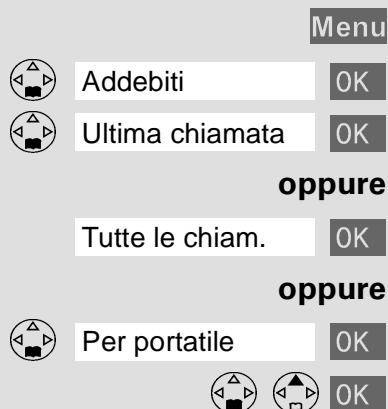 Menu
Addebiti OK
Ultima chiamata OK
oppure
Tutte le chiam. OK
oppure
Per portatile OK
OK